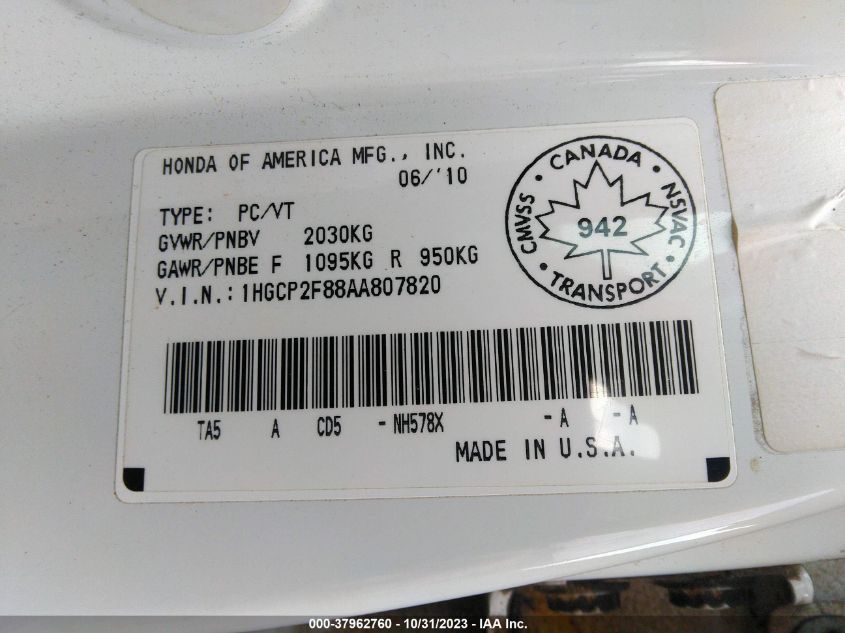 HONDA OF AMERICA MFG., INC.
06/'10
TYPE: PC/VT
GVWR/PNBV 2030KG
GAWR/PNBE F 1095KG R 950KG
V.I.N.: 1HGCP2F88AA807820
• CANADA •
CMVSS
NSVAC
942
• TRANSPORT •
TA5 A CD5 - NH578X - A / - A
MADE IN U.S.A.
000-37962760 - 10/31/2023 - IAA Inc.